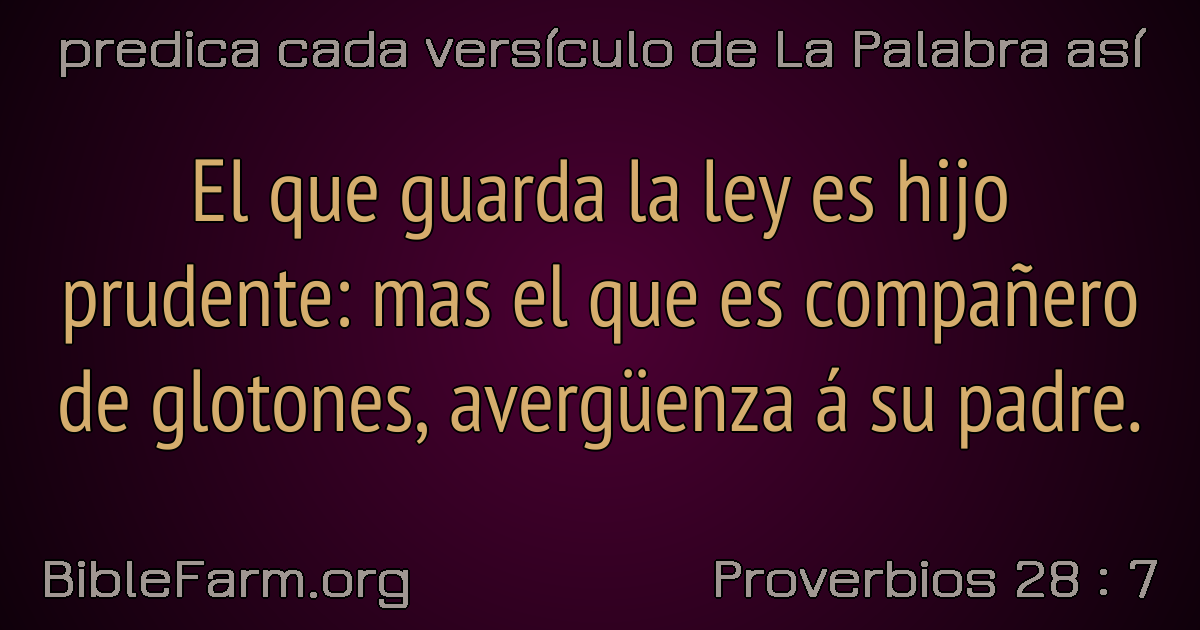 predica cada versículo de La Palabra así
El que guarda la ley es hijo
prudente: mas el que es compañero
de glotones, avergüenza á su padre.
BibleFarm.org
Proverbios 28 : 7